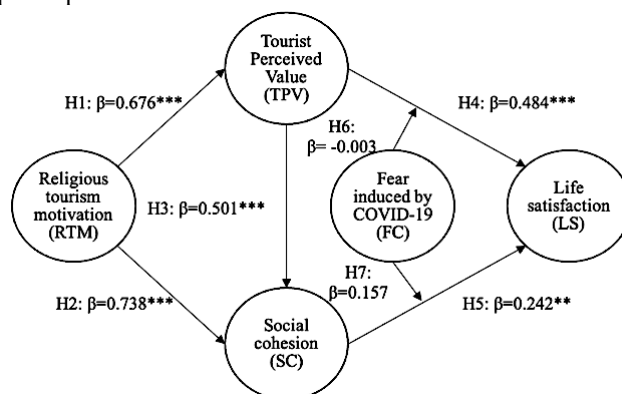 Tourist
Perceived
Value
(TPV)
H1: β=0.676***
H4: β=0.484***
H6:
β= -0.003
Religious
tourism
motivation
(RTM)
H3: β=0.501***
Fear
induced by
COVID-19
(FC)
Life
satisfaction
(LS)
H7:
β=0.157
H2: β=0.738***
H5: β=0.242**
Social
cohesion
(SC)